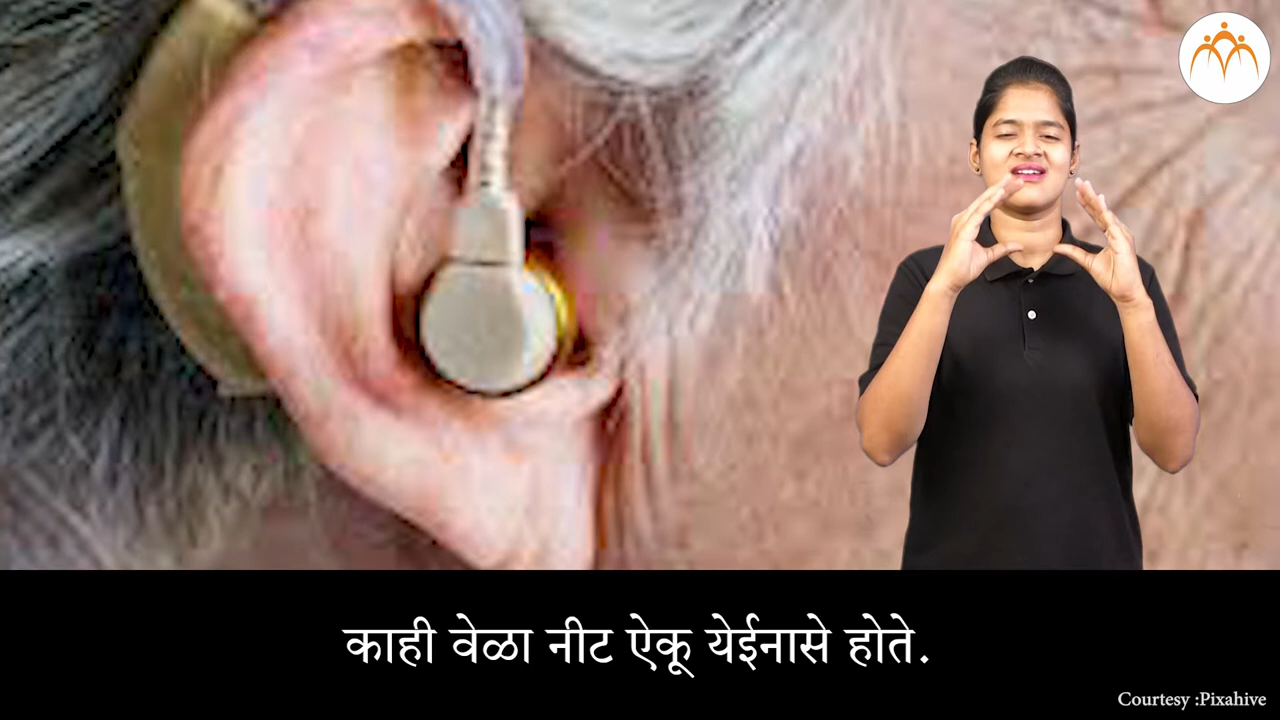 काही वेळा नीट ऐकू येईनासे होते.
Courtesy :Pixahive